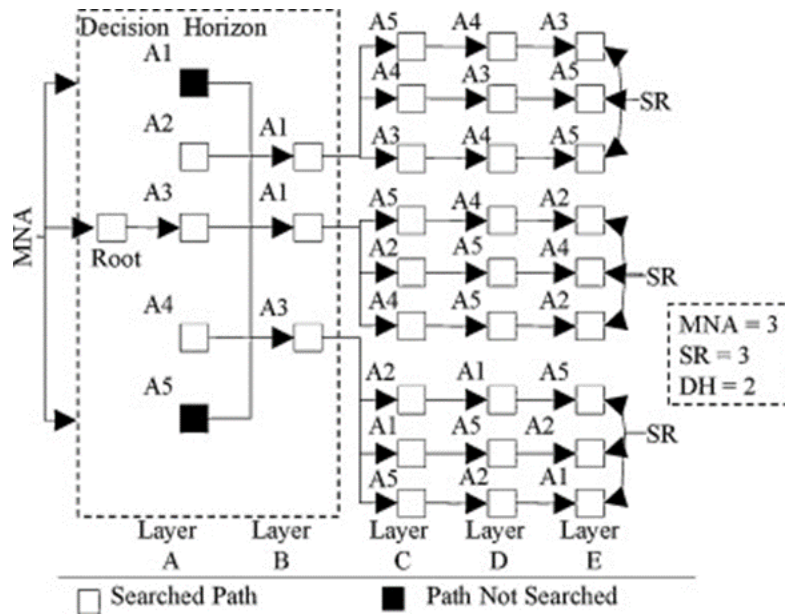 Decision Horizon
A5 A4 A3
A1
A4 A3 A5
SR
A2 A1
A3 A4 A5
A3 A1
A5 A4 A2
MNA
Root
A2 A5 A4
SR
A4 A3
A4 A5 A2
MNA = 3
SR = 3
DH = 2
A5
A2 A1 A5
A1 A5 A2
SR
A5 A2 A1
Layer Layer Layer Layer Layer
A B C D E
Searched Path Path Not Searched